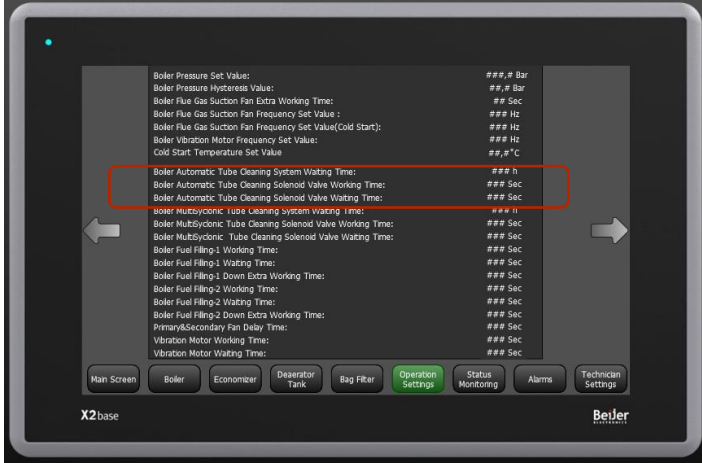 Boiler Pressure Set Value: ###,# Bar
Boiler Pressure Hysteresis Value: ##,# Bar
Boiler Flue Gas Suction Fan Extra Working Time: ## Sec
Boiler Flue Gas Suction Fan Frequency Set Value : ### Hz
Boiler Flue Gas Suction Fan Frequency Set Value(Cold Start): ### Hz
Boiler Vibration Motor Frequency Set Value: ### Hz
Cold Start Temperature Set Value ##,#°C
Boiler Automatic Tube Cleaning System Waiting Time: ### h
Boiler Automatic Tube Cleaning Solenoid Valve Working Time: ### Sec
Boiler Automatic Tube Cleaning Solenoid Valve Waiting Time: ### Sec
Boiler MultiSyclonic Tube Cleaning System Waiting Time: ### h
Boiler MultiSyclonic Tube Cleaning Solenoid Valve Working Time: ### Sec
Boiler MultiSyclonic Tube Cleaning Solenoid Valve Waiting Time: ### Sec
Boiler Fuel Filling-1 Working Time: ### Sec
Boiler Fuel Filling-1 Waiting Time: ### Sec
Boiler Fuel Filling-1 Down Extra Working Time: ### Sec
Boiler Fuel Filling-2 Working Time: ### Sec
Boiler Fuel Filling-2 Waiting Time: ### Sec
Boiler Fuel Filling-2 Down Extra Working Time: ### Sec
Primary&Secondary Fan Delay Time: ### Sec
Vibration Motor Working Time: ### Sec
Vibration Motor Waiting Time: ### Sec
Main Screen Boiler Economizer Deaerator Tank Bag Filter Operation Settings Status Monitoring Alarms Technician Settings
X2base Beijer
ELECTRONICS